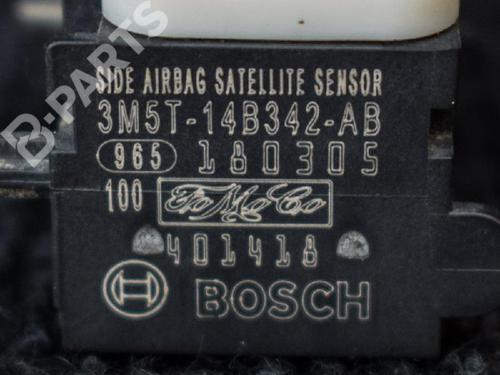 B-PARTS
SIDE AIRBAG SATELLITE SENSOR
3M5T-14B342-AB
965 180305
100 FoMoCo
401418
BOSCH